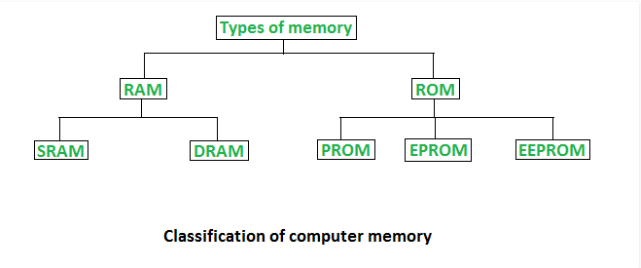 Types of memory
RAM
ROM
SRAM
DRAM
PROM
EPROM
EEPROM
Classification of computer memory